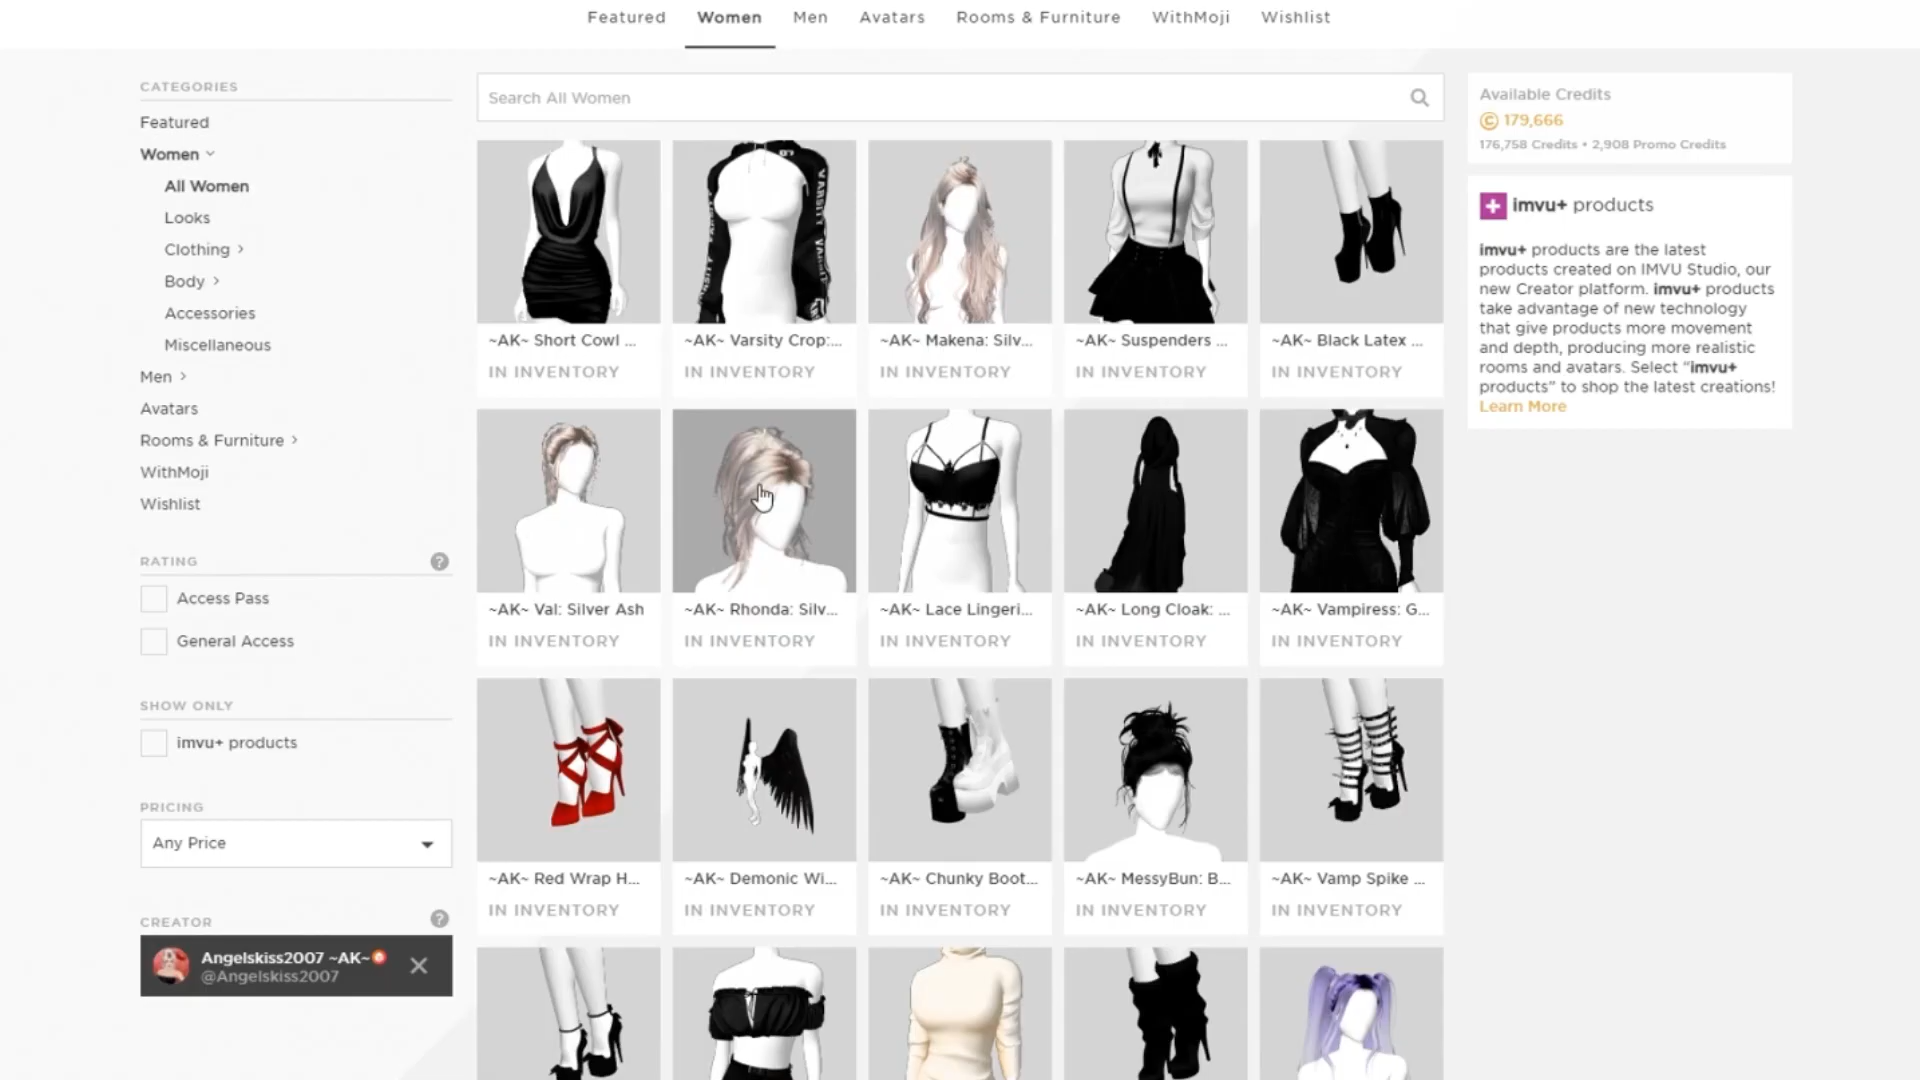 Featured
Women
Men
Avatars
Rooms & Furniture
WithMoji
Wishlist
CATEGORIES
Featured
Women
All Women
Looks
Clothing
Body
Accessories
Miscellaneous
Men
Avatars
Rooms & Furniture
WithMoji
Wishlist
RATING
?
Access Pass
General Access
SHOW ONLY
imvu+ products
PRICING
Any Price
CREATOR
?
Angelskiss2007 ~AK~
@Angelskiss2007
Search All Women
~AK~ Short Cowl ...
IN INVENTORY
VARSITY
~AK~ Varsity Crop:...
IN INVENTORY
~AK~ Makena: Silv...
IN INVENTORY
~AK~ Suspenders ...
IN INVENTORY
~AK~ Black Latex ...
IN INVENTORY
~AK~ Val: Silver Ash
IN INVENTORY
~AK~ Rhonda: Silv...
IN INVENTORY
~AK~ Lace Lingeri...
IN INVENTORY
~AK~ Long Cloak: ...
IN INVENTORY
~AK~ Vampiress: G...
IN INVENTORY
~AK~ Red Wrap H...
IN INVENTORY
~AK~ Demonic Wi...
IN INVENTORY
~AK~ Chunky Boot...
IN INVENTORY
~AK~ MessyBun: B...
IN INVENTORY
~AK~ Vamp Spike ...
IN INVENTORY
Available Credits
179,666
176,758 Credits • 2,908 Promo Credits
imvu+ products
imvu+ products are the latest
products created on IMVU Studio, our
new Creator platform. imvu+ products
take advantage of new technology
that give products more movement
and depth, producing more realistic
rooms and avatars. Select “imvu+
products” to shop the latest creations!
Learn More